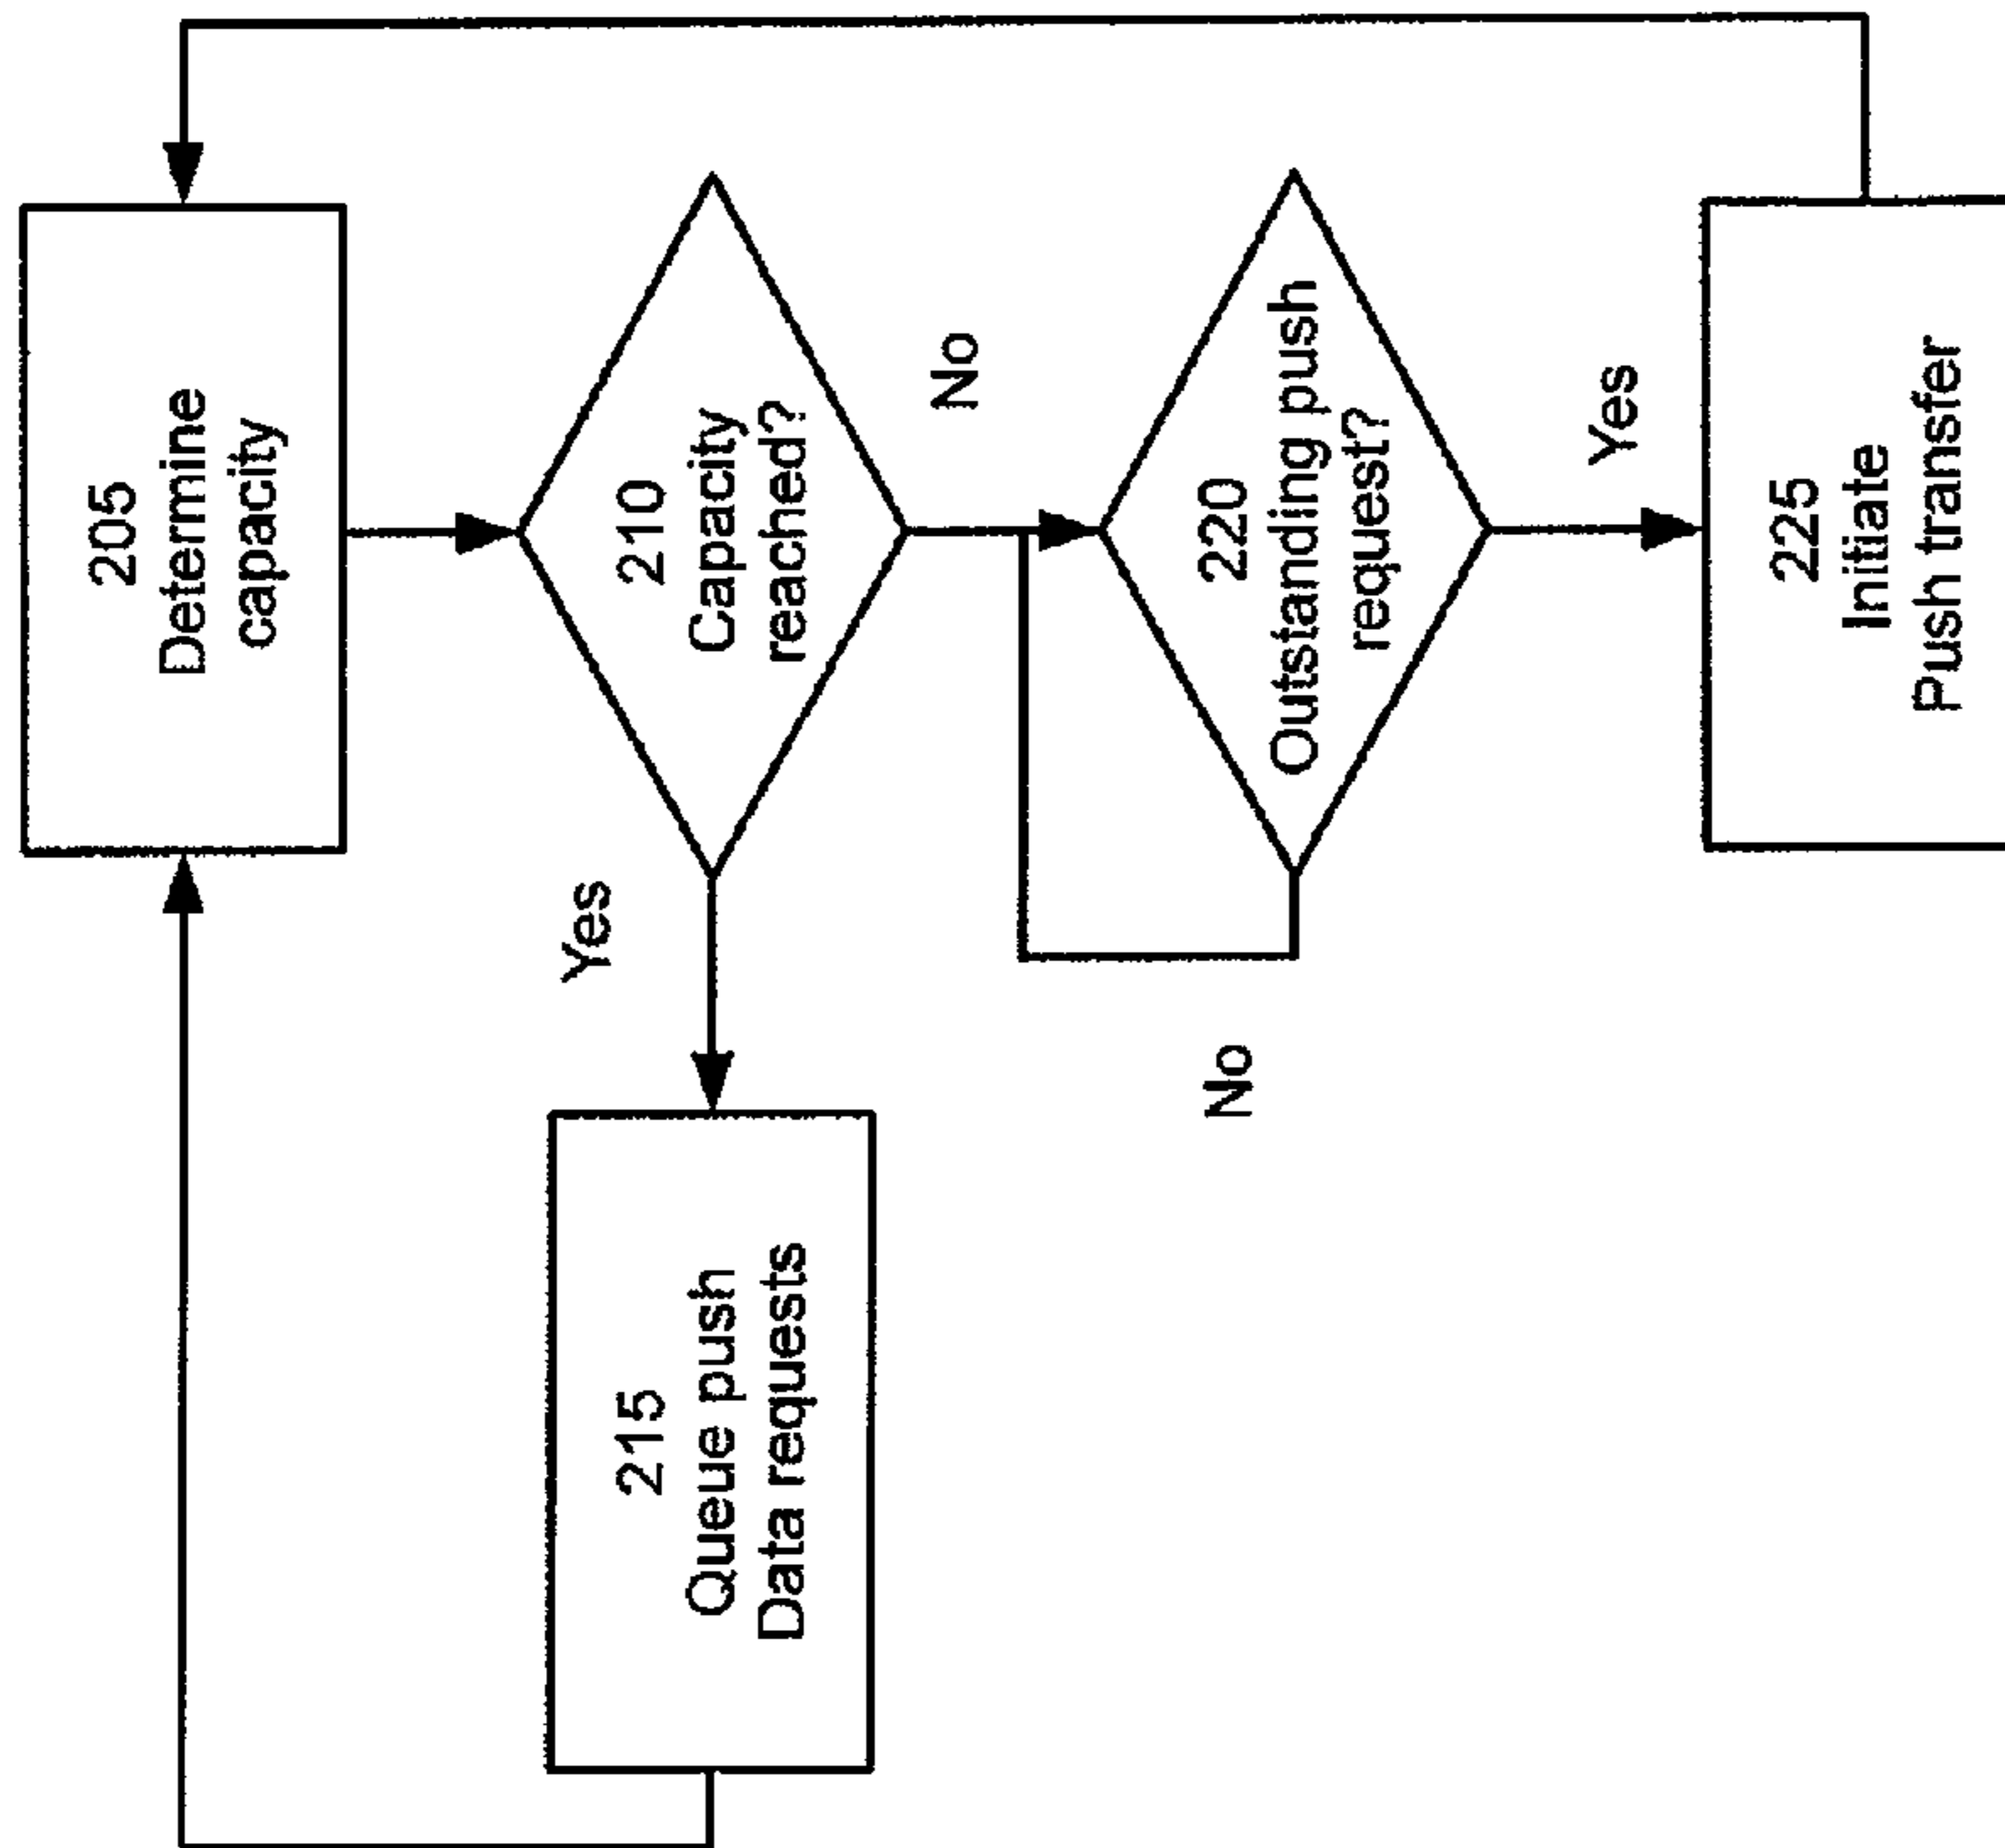 205
Determine
capacity
210
Capacity
reached?
Yes
No
215
Queue push
Data requests
220
Outstanding push
request?
No
Yes
225
Initiate
Push transfer